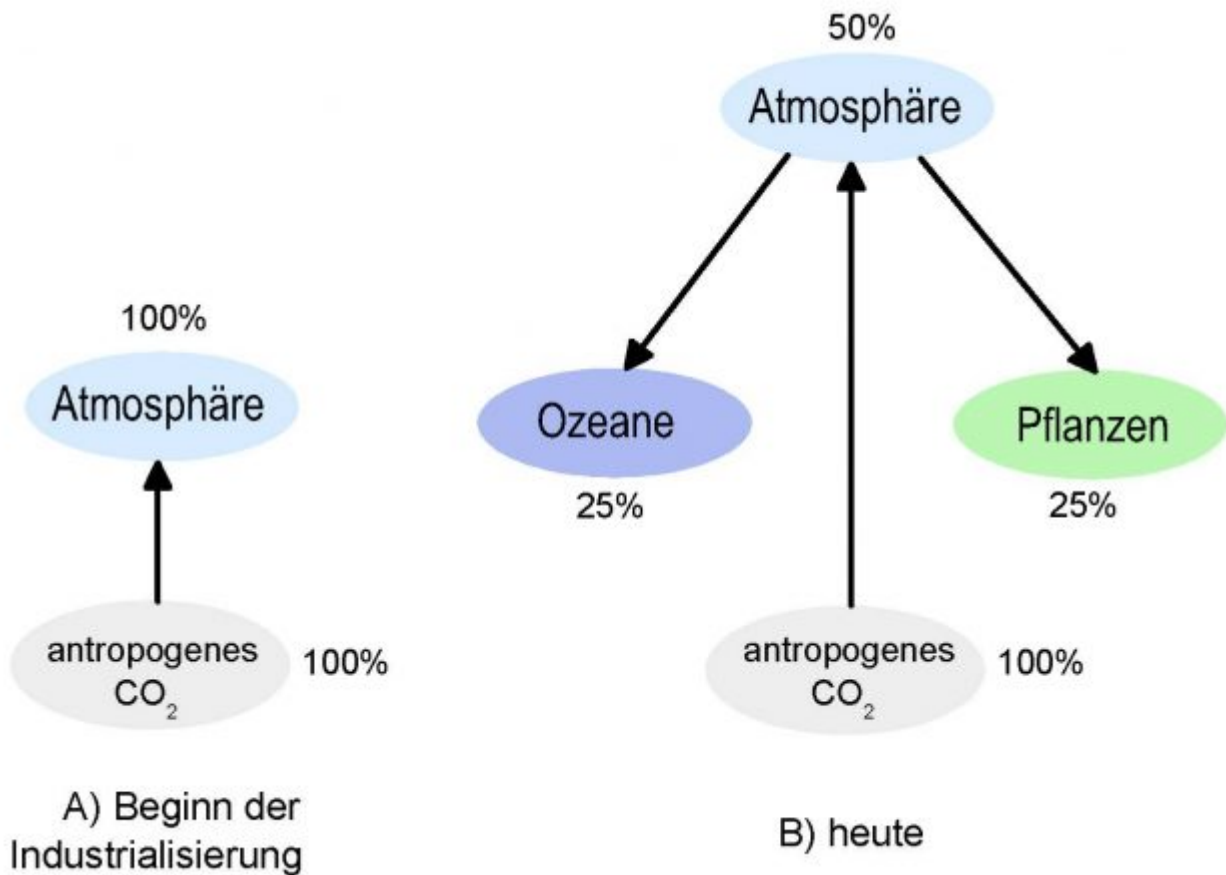 100%
Atmosphäre
antropogenes
CO₂
100%
A) Beginn der
Industrialisierung
50%
Atmosphäre
Ozeane
25%
Pflanzen
25%
antropogenes
CO₂
100%
B) heute